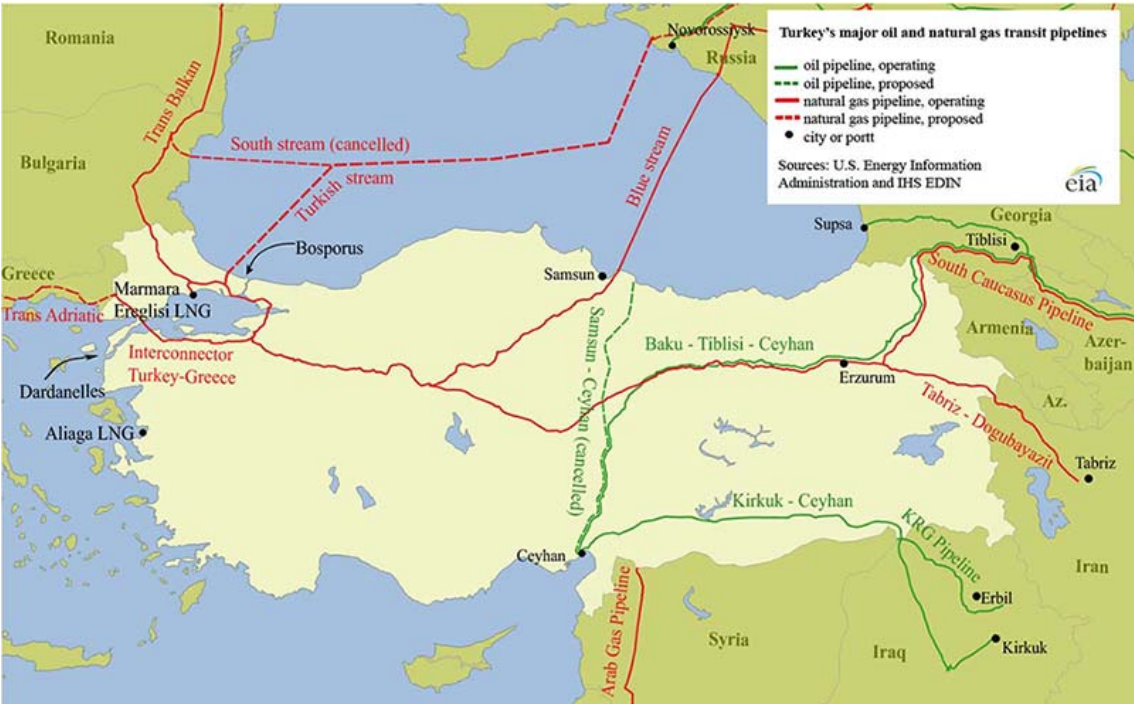 Romania
Novorossiysk
Russia
Turkey's major oil and natural gas transit pipelines
oil pipeline, operating
oil pipeline, proposed
natural gas pipeline, operating
natural gas pipeline, proposed
city or portt
Sources: U.S. Energy Information
Administration and IHS EDIN
eia
Trans Balkan
South stream (cancelled)
Bulgaria
Turkish stream
Blue stream
Supsa
Georgia
Tiblisi
Bosporus
Greece
Samsun
South Caucasus Pipeline
Marmara
Ereglisi LNG
Trans Adriatic
Armenia
Azer-
baijan
Interconnector
Turkey-Greece
Samsun - Ceyhan (cancelled)
Baku - Tiblisi - Ceyhan
Erzurum
Dardanelles
Az.
Tabriz - Dogubayazit
Aliaga LNG
Tabriz
Kirkuk - Ceyhan
KRG Pipeline
Ceyhan
Iran
Arab Gas Pipeline
Erbil
Syria
Iraq
Kirkuk